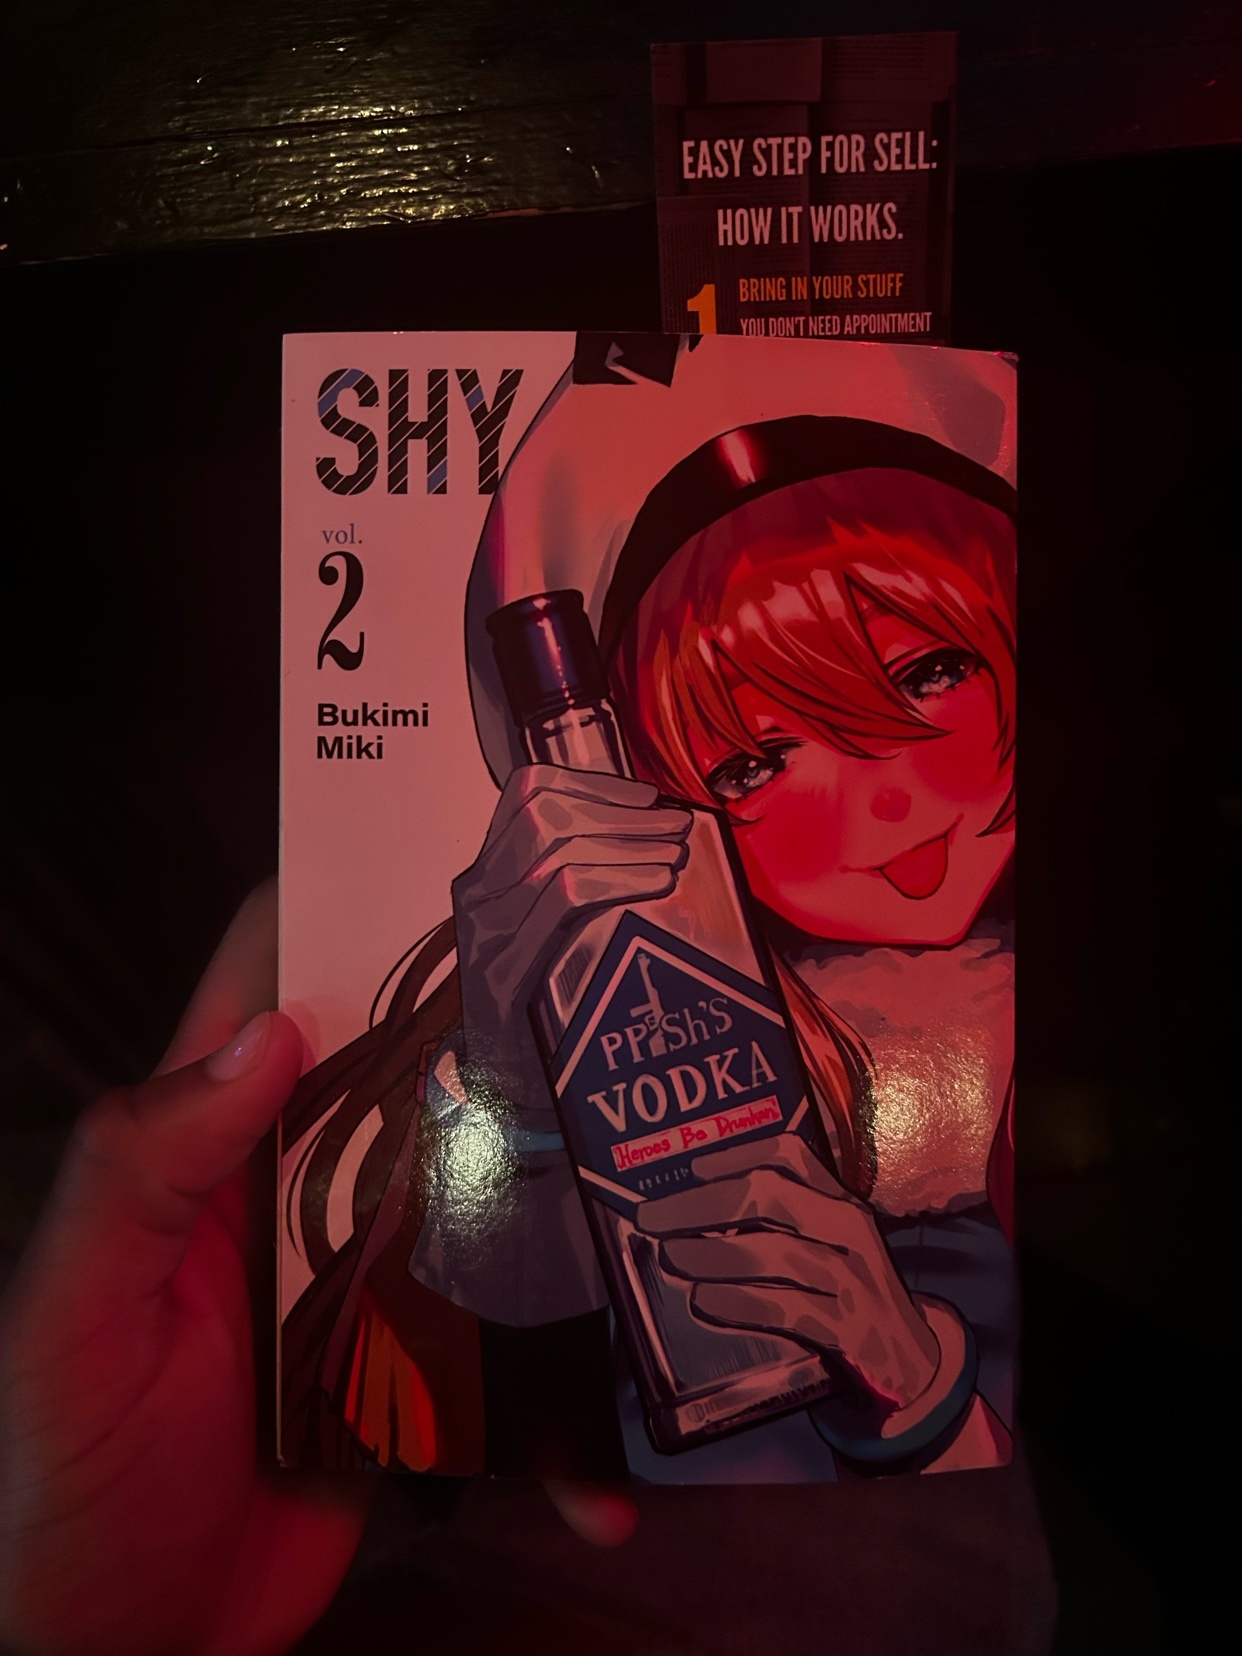 EASY STEP FOR SELL:
HOW IT WORKS.
1 BRING IN YOUR STUFF
YOU DON'T NEED APPOINTMENT
SHY
vol.
2
Bukimi
Miki
PPSh'S
VODKA
Heroes Be Drunken